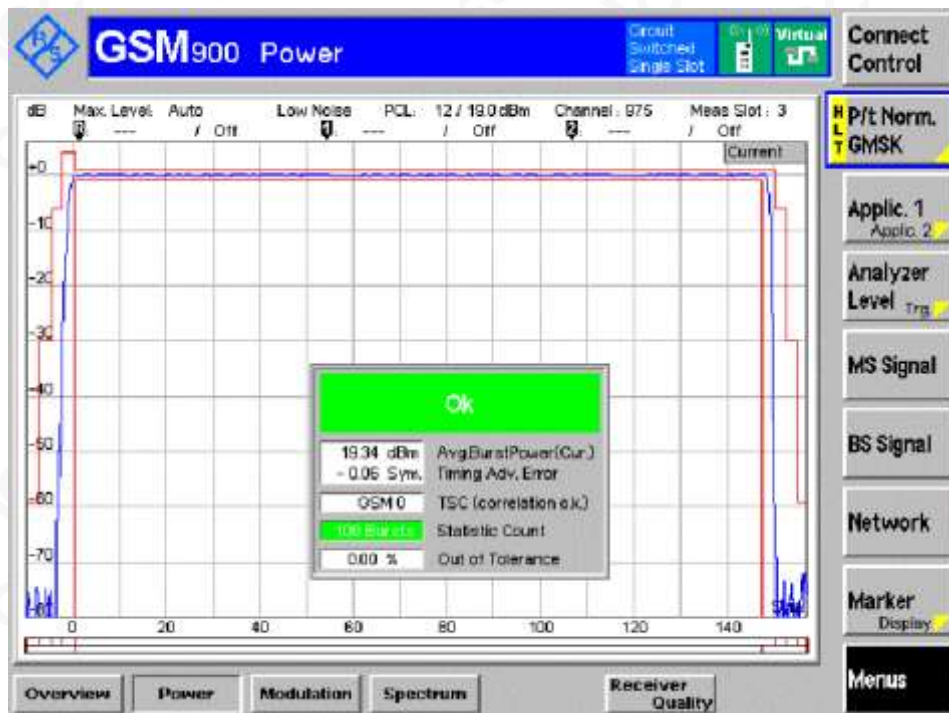 R S
GSM900 Power
Circuit Switched Single Slot
Virtual
Connect Control
dB Max. Level: Auto Low Noise PCL: 12 / 19.0 dBm Channel: 975 Meas Slot: 3
--- / Off 1 --- / Off 2 --- / Off
Current
HLT
P/t Norm. GMSK
Applic. 1
Applic. 2
Analyzer Level Trg.
MS Signal
BS Signal
Network
Marker
Display
Menus
+0
-10
-20
-30
-40
-50
-60
-70
Ok
19.34 dBm Avg.BurstPower(Cur.)
- 0.06 Sym. Timing Adv. Error
GSM 0 TSC (correlation o.k.)
100 Bursts Statistic Count
0.00 % Out of Tolerance
0 20 40 60 80 100 120 140
Overview Power Modulation Spectrum Receiver Quality